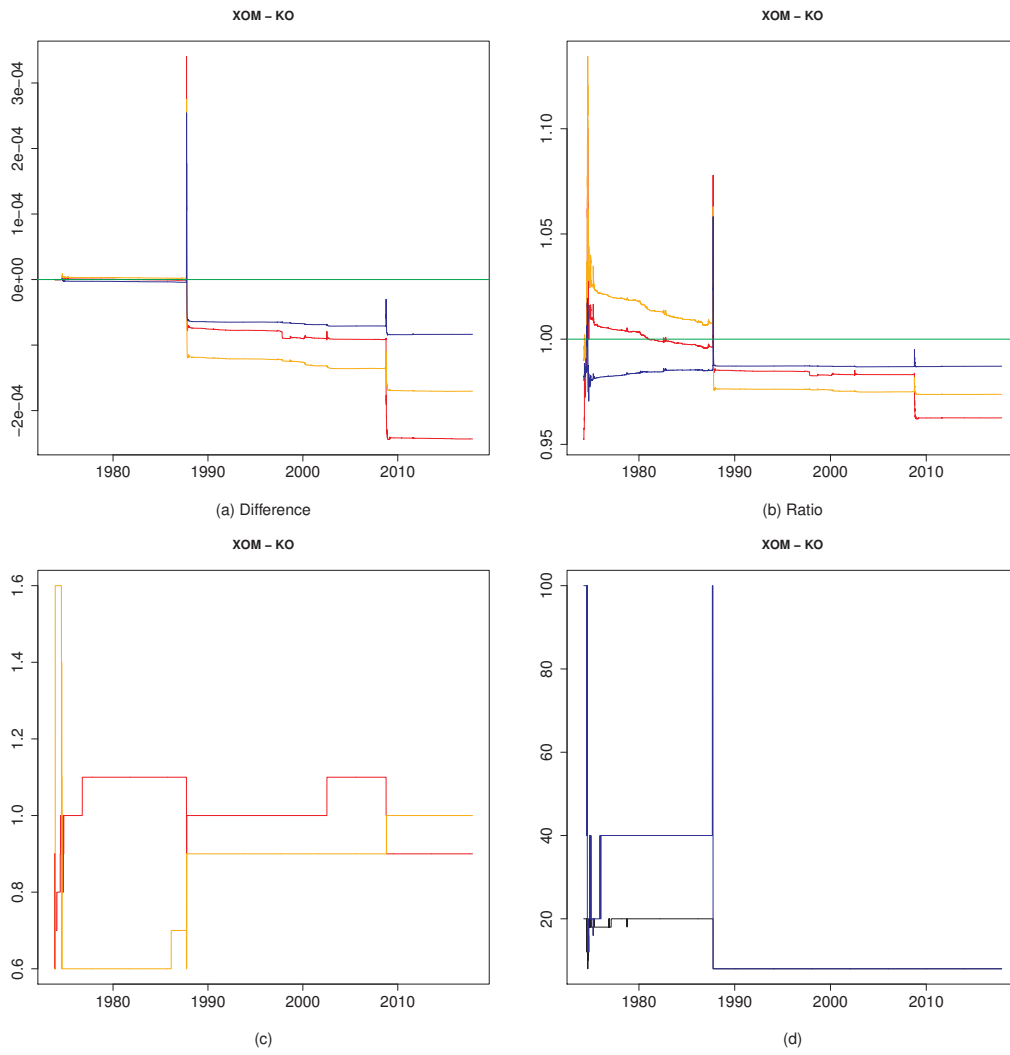 XOM − KO
3e−04
2e−04
1e−04
0e+00
−2e−04
1980 1990 2000 2010
(a) Difference
XOM − KO
1.10
1.05
1.00
0.95
1980 1990 2000 2010
(b) Ratio
XOM − KO
1.6
1.4
1.2
1.0
0.8
0.6
1980 1990 2000 2010
(c)
XOM − KO
100
80
60
40
20
1980 1990 2000 2010
(d)